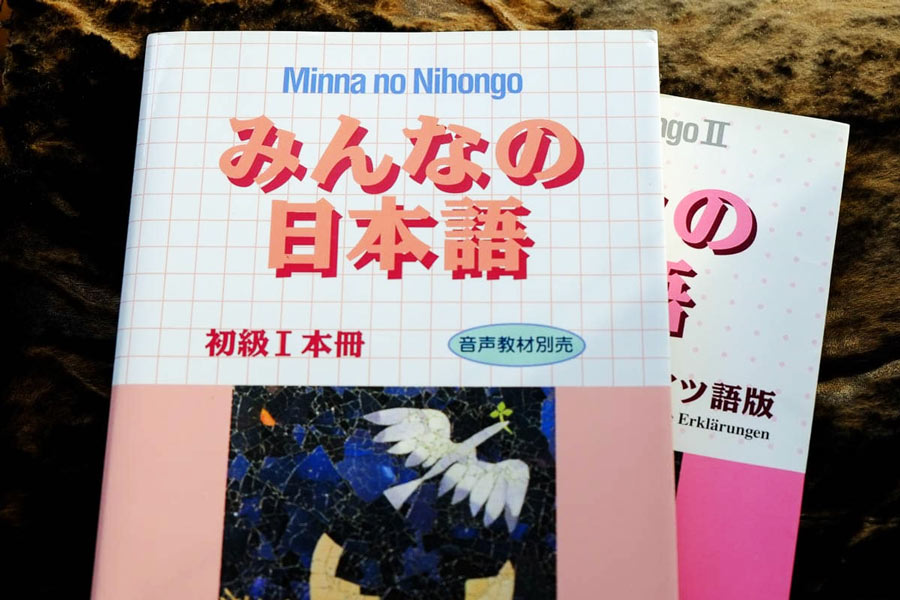 Minna no Nihongo
みんなの
日本語
初級Ⅰ本冊
音声教材別売
ngo Ⅱ
の
語
ツ語版
Erklärungen